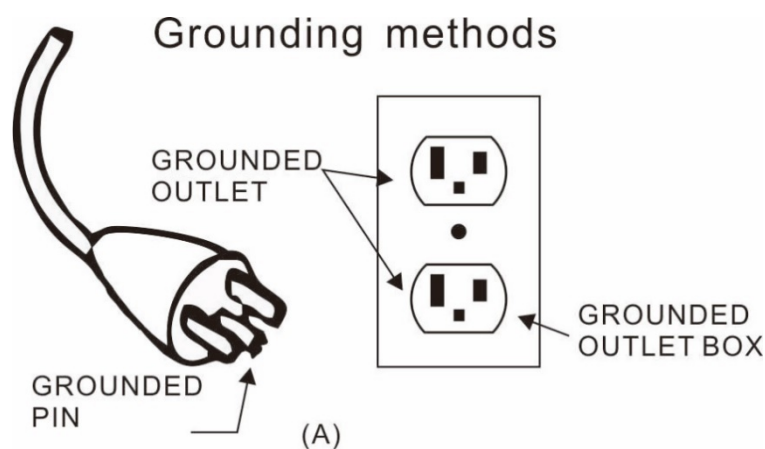 Grounding methods
GROUNDED
OUTLET
GROUNDED
OUTLET BOX
GROUNDED
PIN
(A)